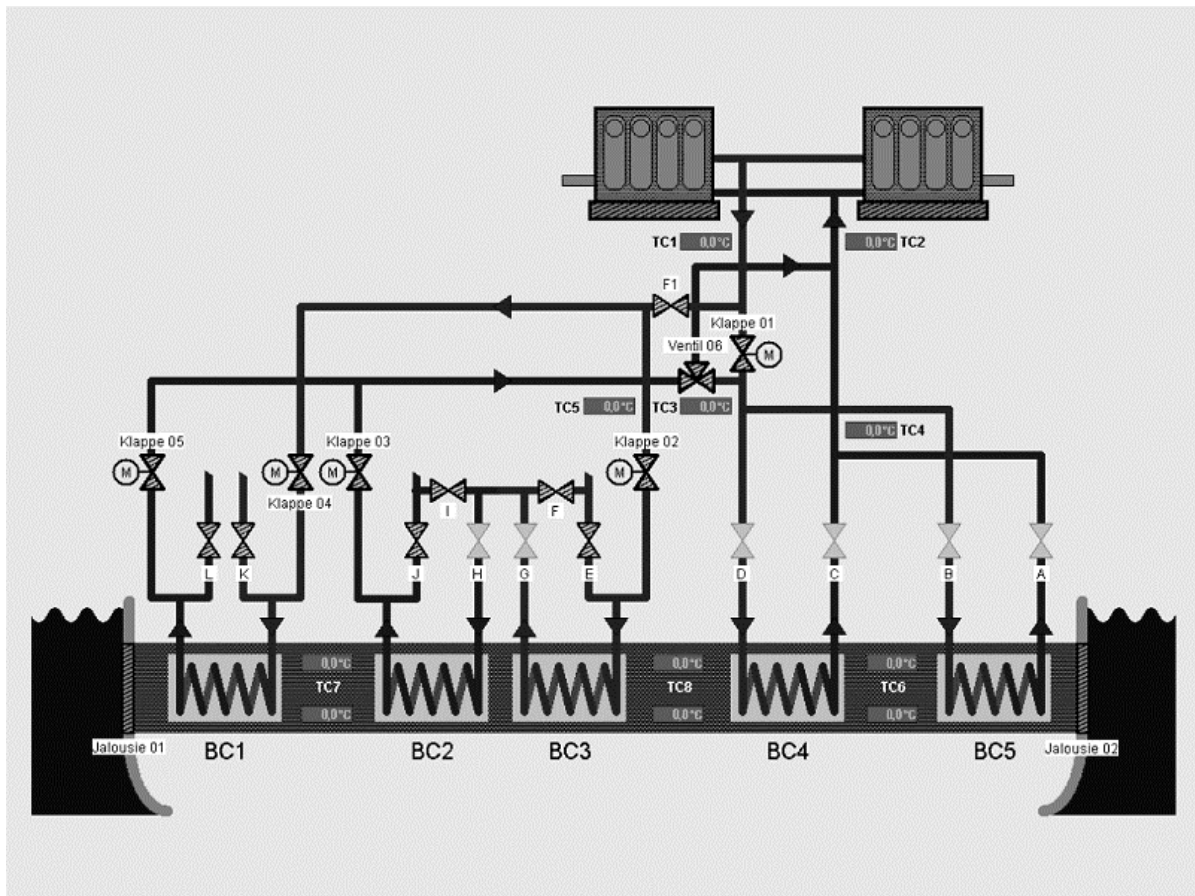 TC1 0,0°C
0,0°C TC2
F1
Klappe 01
M
Ventil 06
TC5 0,0°C
TC3 0,0°C
0,0°C TC4
Klappe 05
M
Klappe 04
M
Klappe 03
M
Klappe 02
M
I
F
L
K
J
H
G
E
D
C
B
A
0,0°C
TC7
0,0°C
0,0°C
TC8
0,0°C
0,0°C
TC6
0,0°C
Jalousie 01
BC1
BC2
BC3
BC4
BC5
Jalousie 02